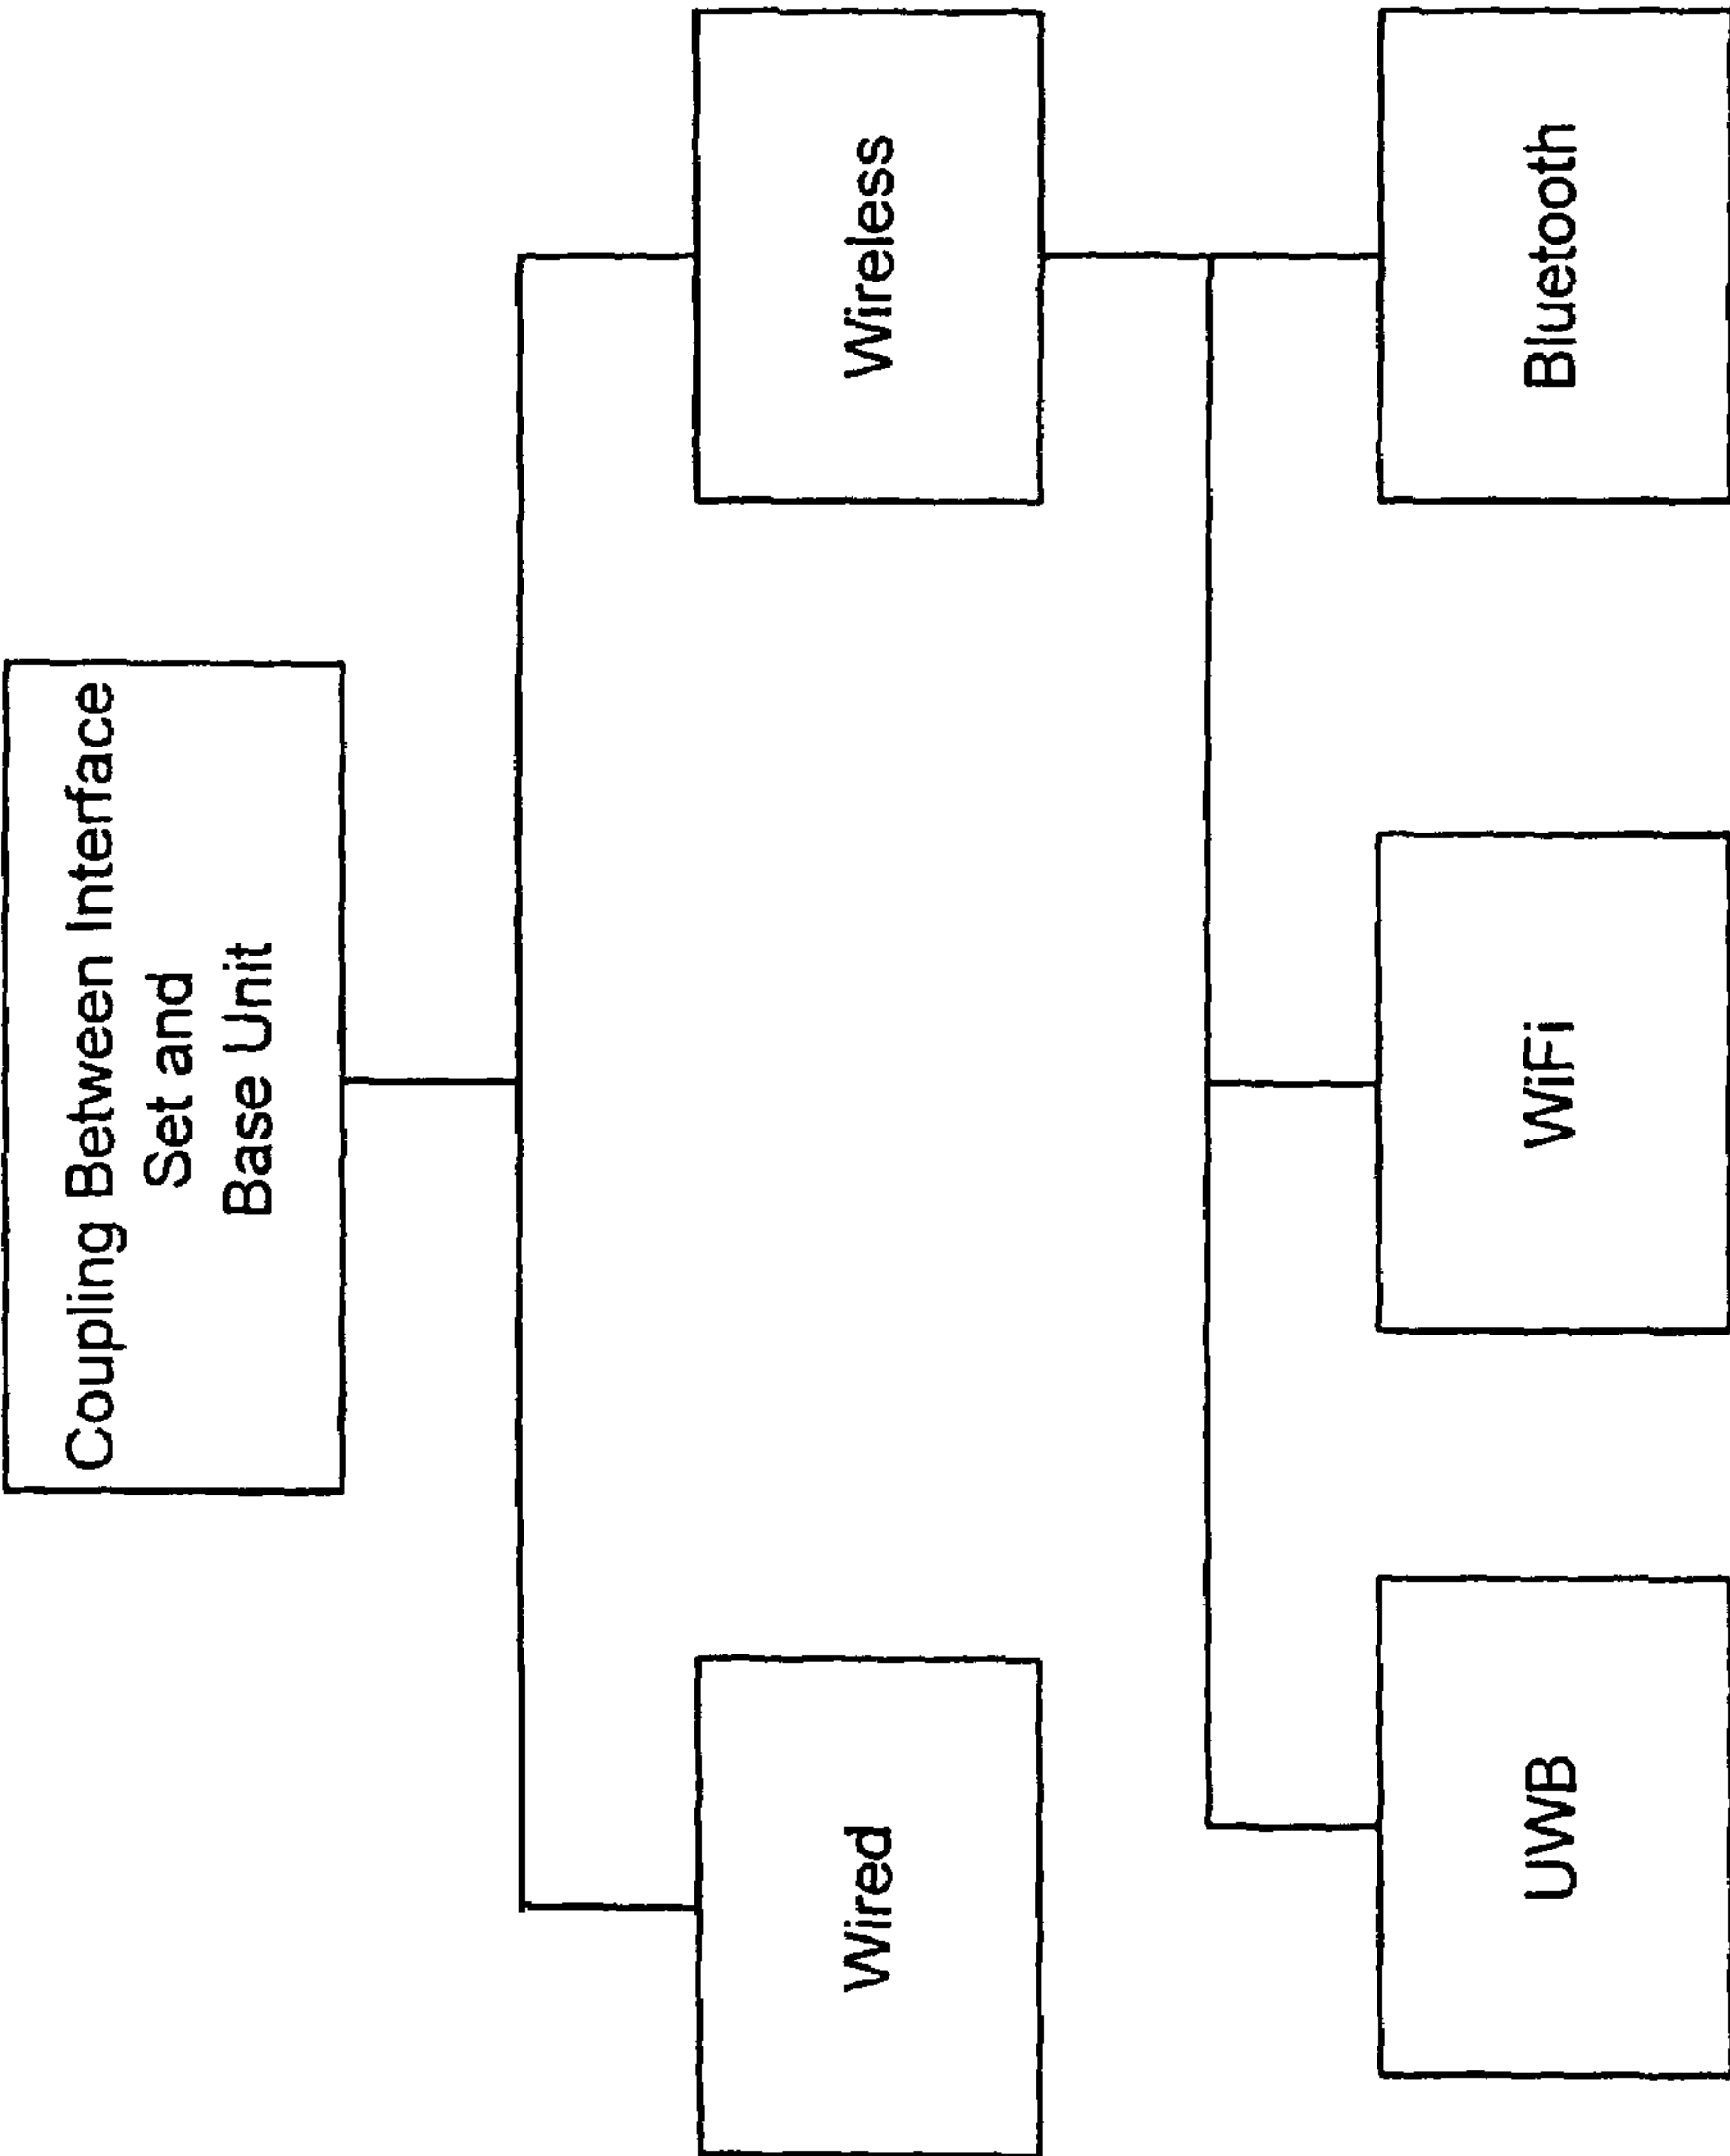 Coupling Between Interface
Set and
Base Unit
Wired
Wireless
UWB
WiFi
Bluetooth